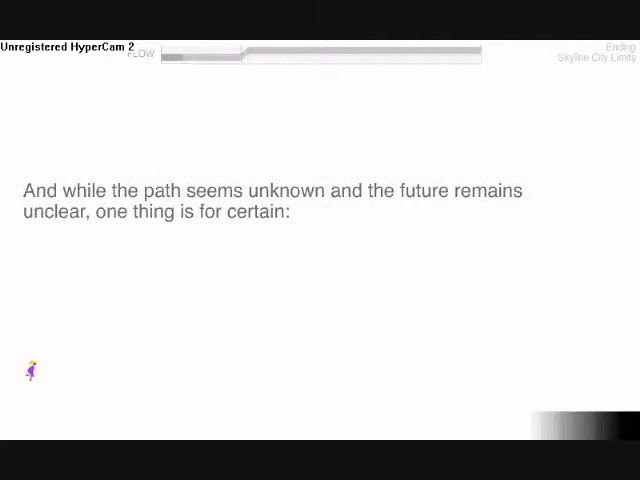 Unregistered HyperCam 2
FLOW
Ending
Skyline City Limits
And while the path seems unknown and the future remains
unclear, one thing is for certain: